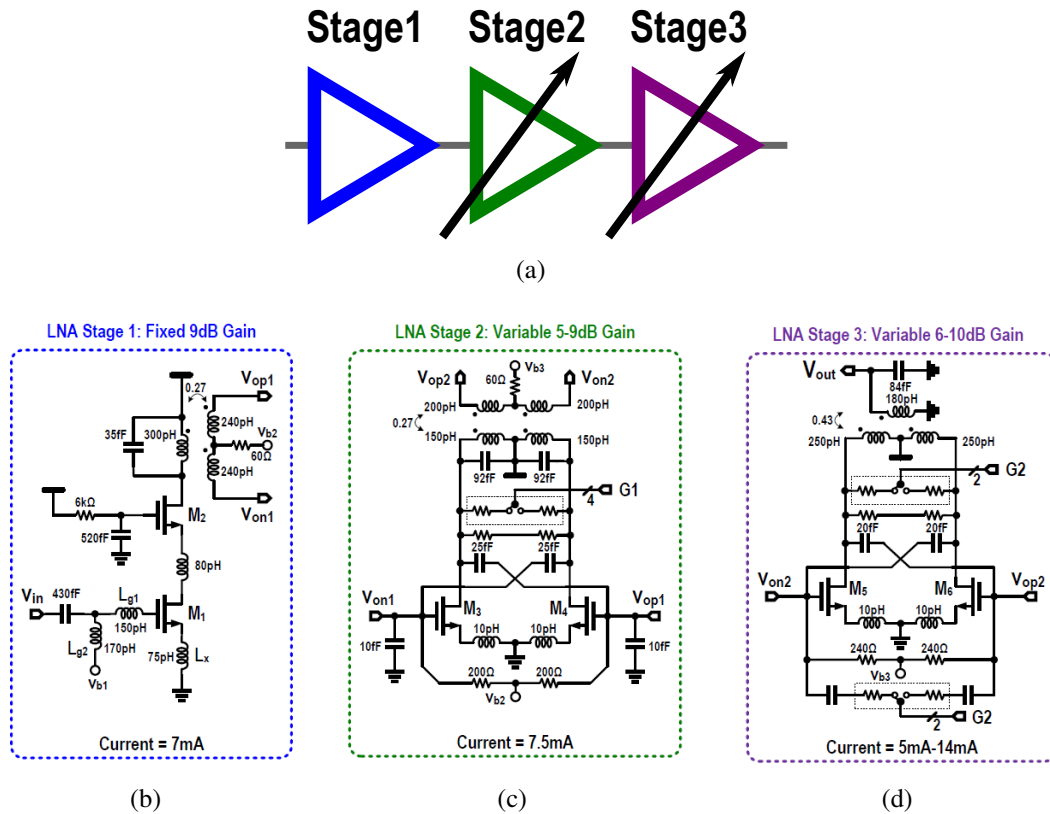 Stage1 Stage2 Stage3
(a)
LNA Stage 1: Fixed 9dB Gain
0.27
Vop1
35fF
300pH
240pH
Vb2
60Ω
240pH
Von1
6kΩ
M2
520fF
80pH
Vin
430fF
Lg1
M1
150pH
Lg2
170pH
75pH
Lx
Vb1
Current = 7mA
(b)
LNA Stage 2: Variable 5-9dB Gain
Vop2
Vb3
Von2
60Ω
200pH
200pH
0.27
150pH
150pH
92fF
92fF
G1
4
25fF
25fF
Von1
M3
M4
Vop1
10fF
10pH
10pH
10fF
200Ω
200Ω
Vb2
Current = 7.5mA
(c)
LNA Stage 3: Variable 6-10dB Gain
Vout
84fF
180pH
0.43
250pH
250pH
G2
2
20fF
20fF
Von2
M5
M6
Vop2
10pH
10pH
240Ω
240Ω
Vb3
2
G2
Current = 5mA-14mA
(d)